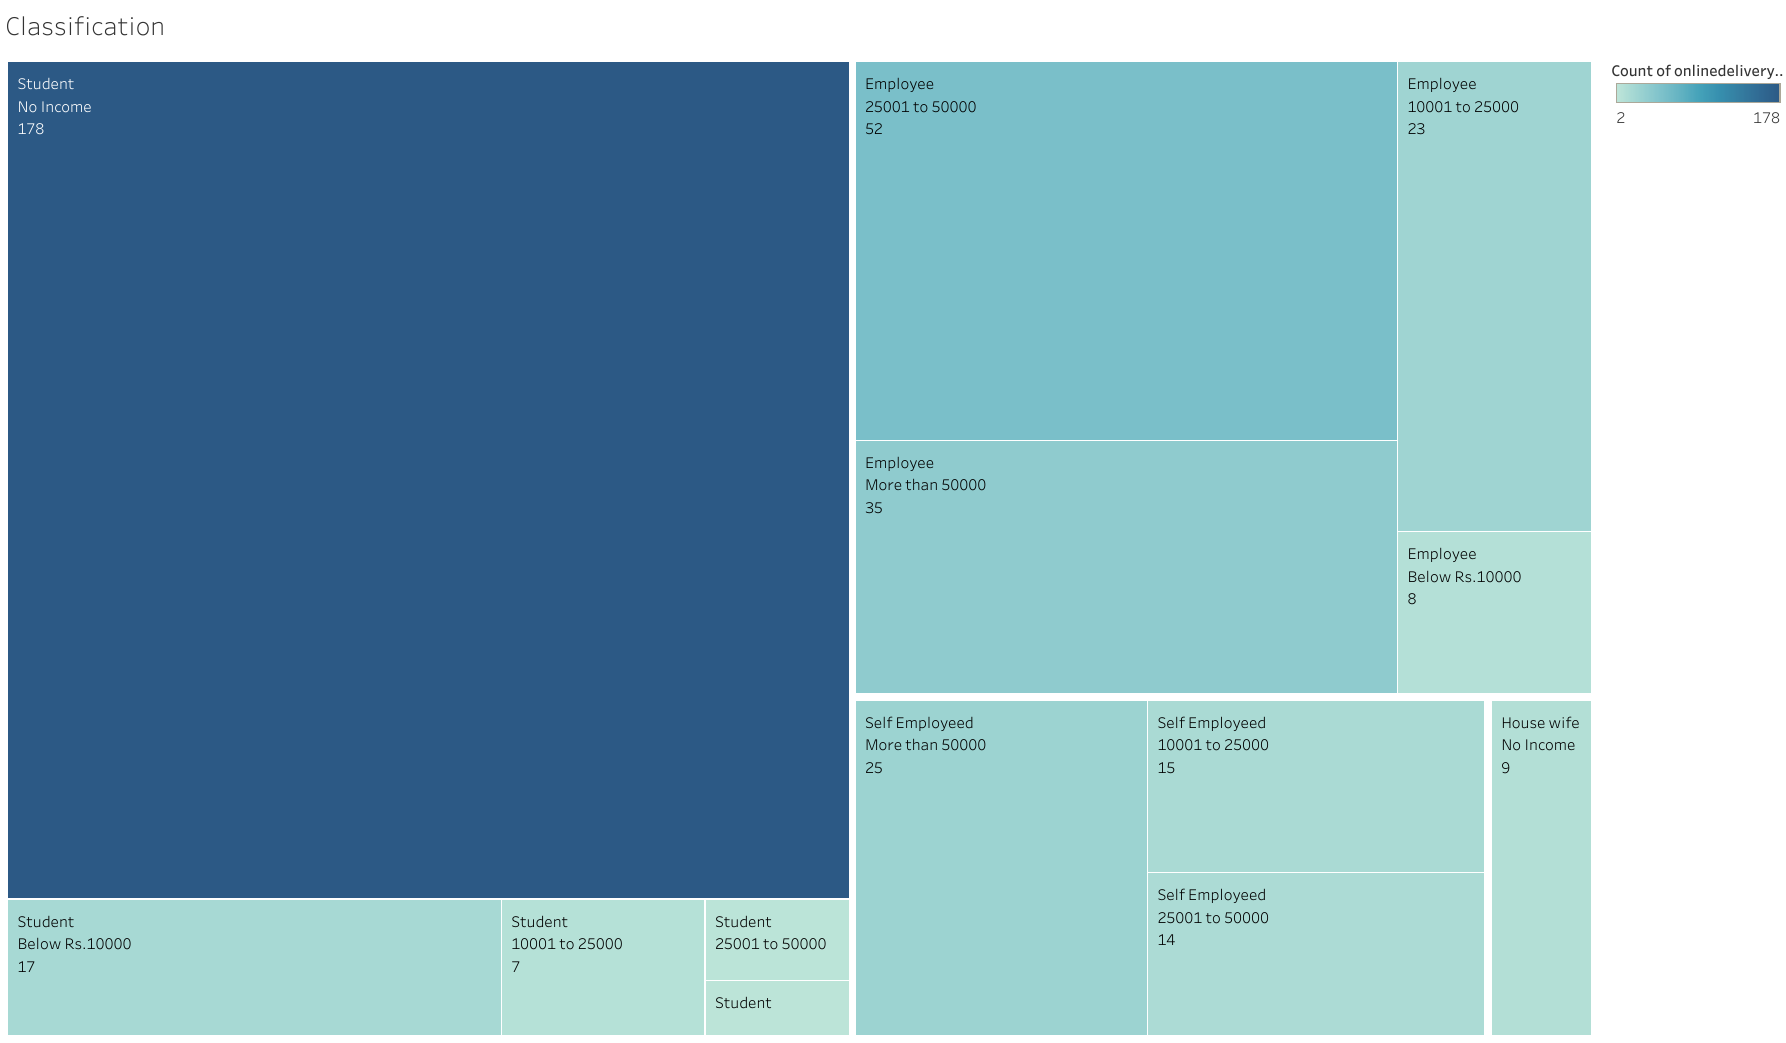 Classification
Student
No Income
178
Student
Below Rs.10000
17
Student
10001 to 25000
7
Student
25001 to 50000
Student
Employee
25001 to 50000
52
Employee
More than 50000
35
Employee
10001 to 25000
23
Employee
Below Rs.10000
8
Self Employeed
More than 50000
25
Self Employeed
10001 to 25000
15
Self Employeed
25001 to 50000
14
House wife
No Income
9
Count of onlinedelivery..
2 178